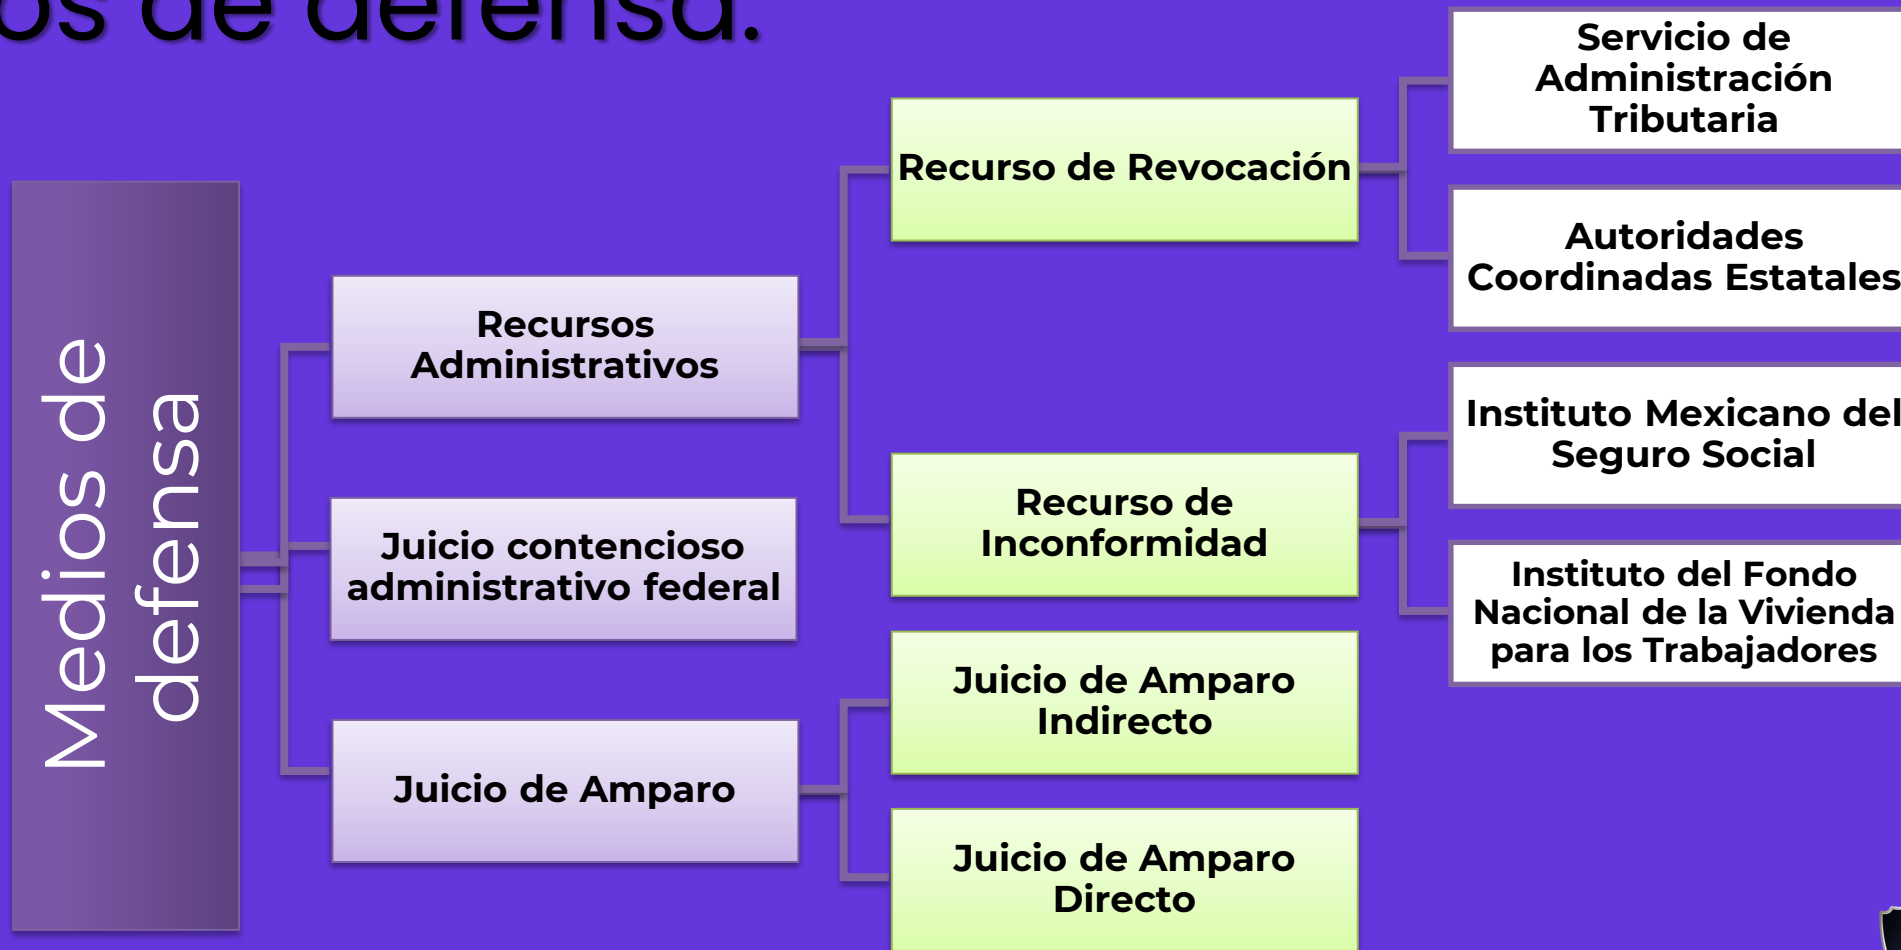 os de defensa.
Medios de
defensa
Recursos
Administrativos
Juicio contencioso
administrativo federal
Juicio de Amparo
Recurso de Revocación
Recurso de
Inconformidad
Juicio de Amparo
Indirecto
Juicio de Amparo
Directo
Servicio de
Administración
Tributaria
Autoridades
Coordinadas Estatales
Instituto Mexicano del
Seguro Social
Instituto del Fondo
Nacional de la Vivienda
para los Trabajadores